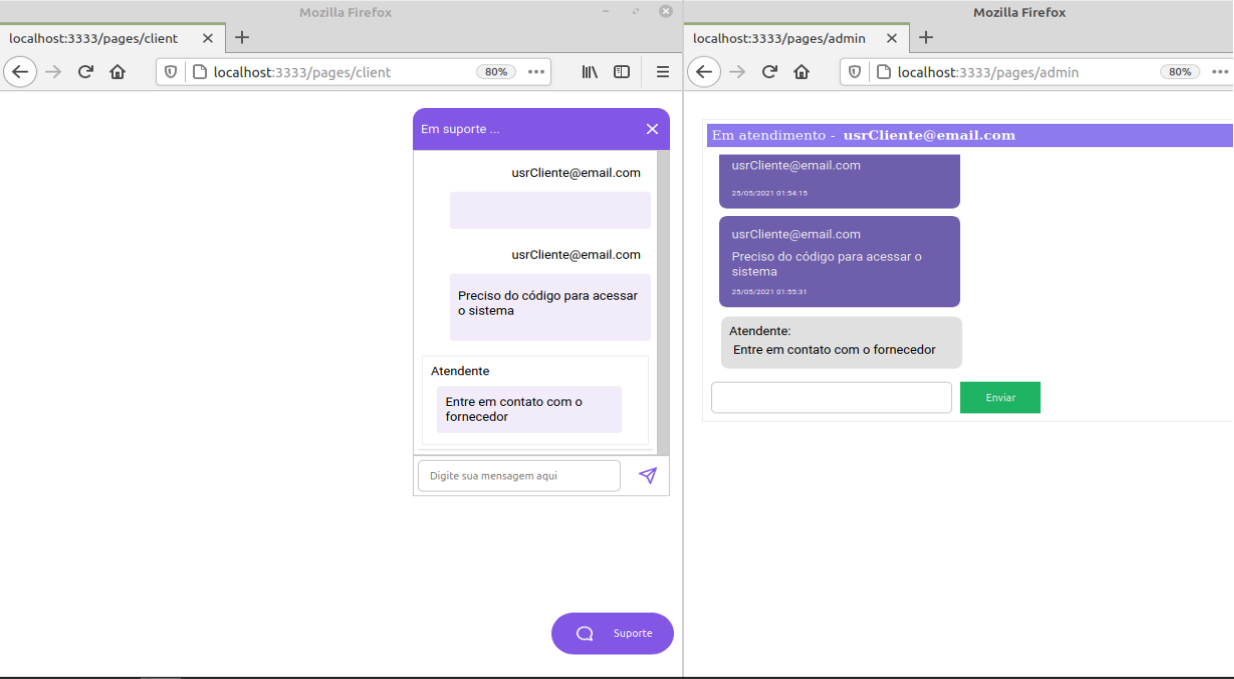 Mozilla Firefox
localhost:3333/pages/client
localhost:3333/pages/client
80%
Em suporte ...
usrCliente@email.com
usrCliente@email.com
Preciso do código para acessar
o sistema
Atendente
Entre em contato com o
fornecedor
Digite sua mensagem aqui
Suporte
Mozilla Firefox
localhost:3333/pages/admin
localhost:3333/pages/admin
80%
Em atendimento - usrCliente@email.com
usrCliente@email.com
25/05/2021 01:54:15
usrCliente@email.com
Preciso do código para acessar o
sistema
25/05/2021 01:55:31
Atendente:
Entre em contato com o fornecedor
Enviar